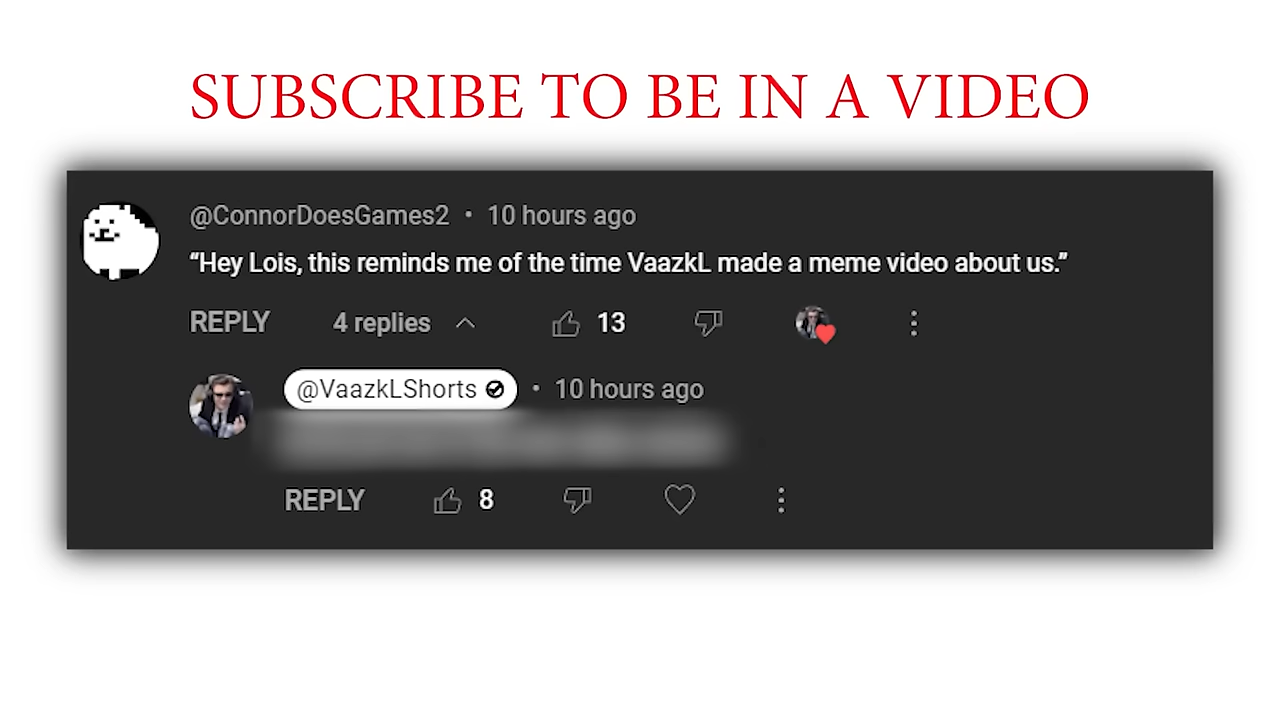 SUBSCRIBE TO BE IN A VIDEO
@ConnorDoesGames2 • 10 hours ago
“Hey Lois, this reminds me of the time VaazkL made a meme video about us.”
REPLY 4 replies 13
@VaazkLShorts • 10 hours ago
REPLY 8